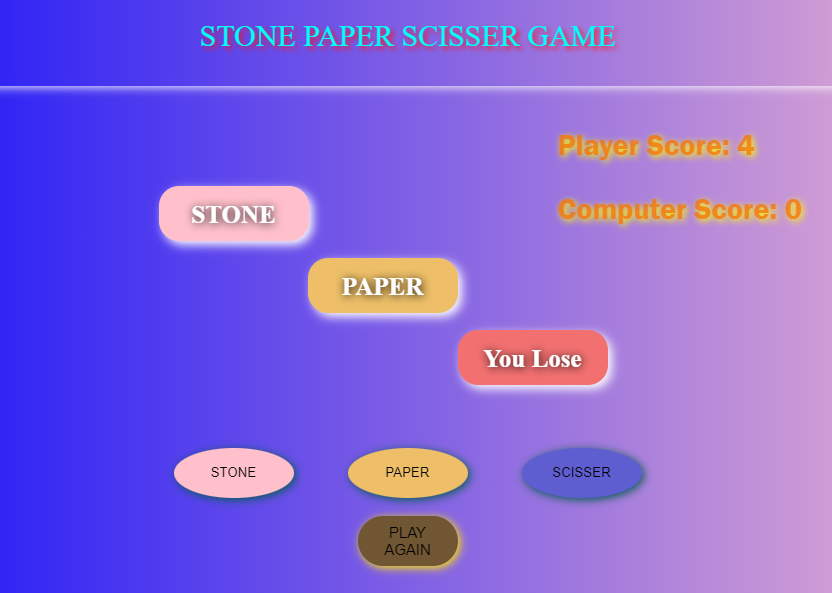 STONE PAPER SCISSER GAME
Player Score: 4
Computer Score: 0
STONE
PAPER
You Lose
STONE
PAPER
SCISSER
PLAY
AGAIN